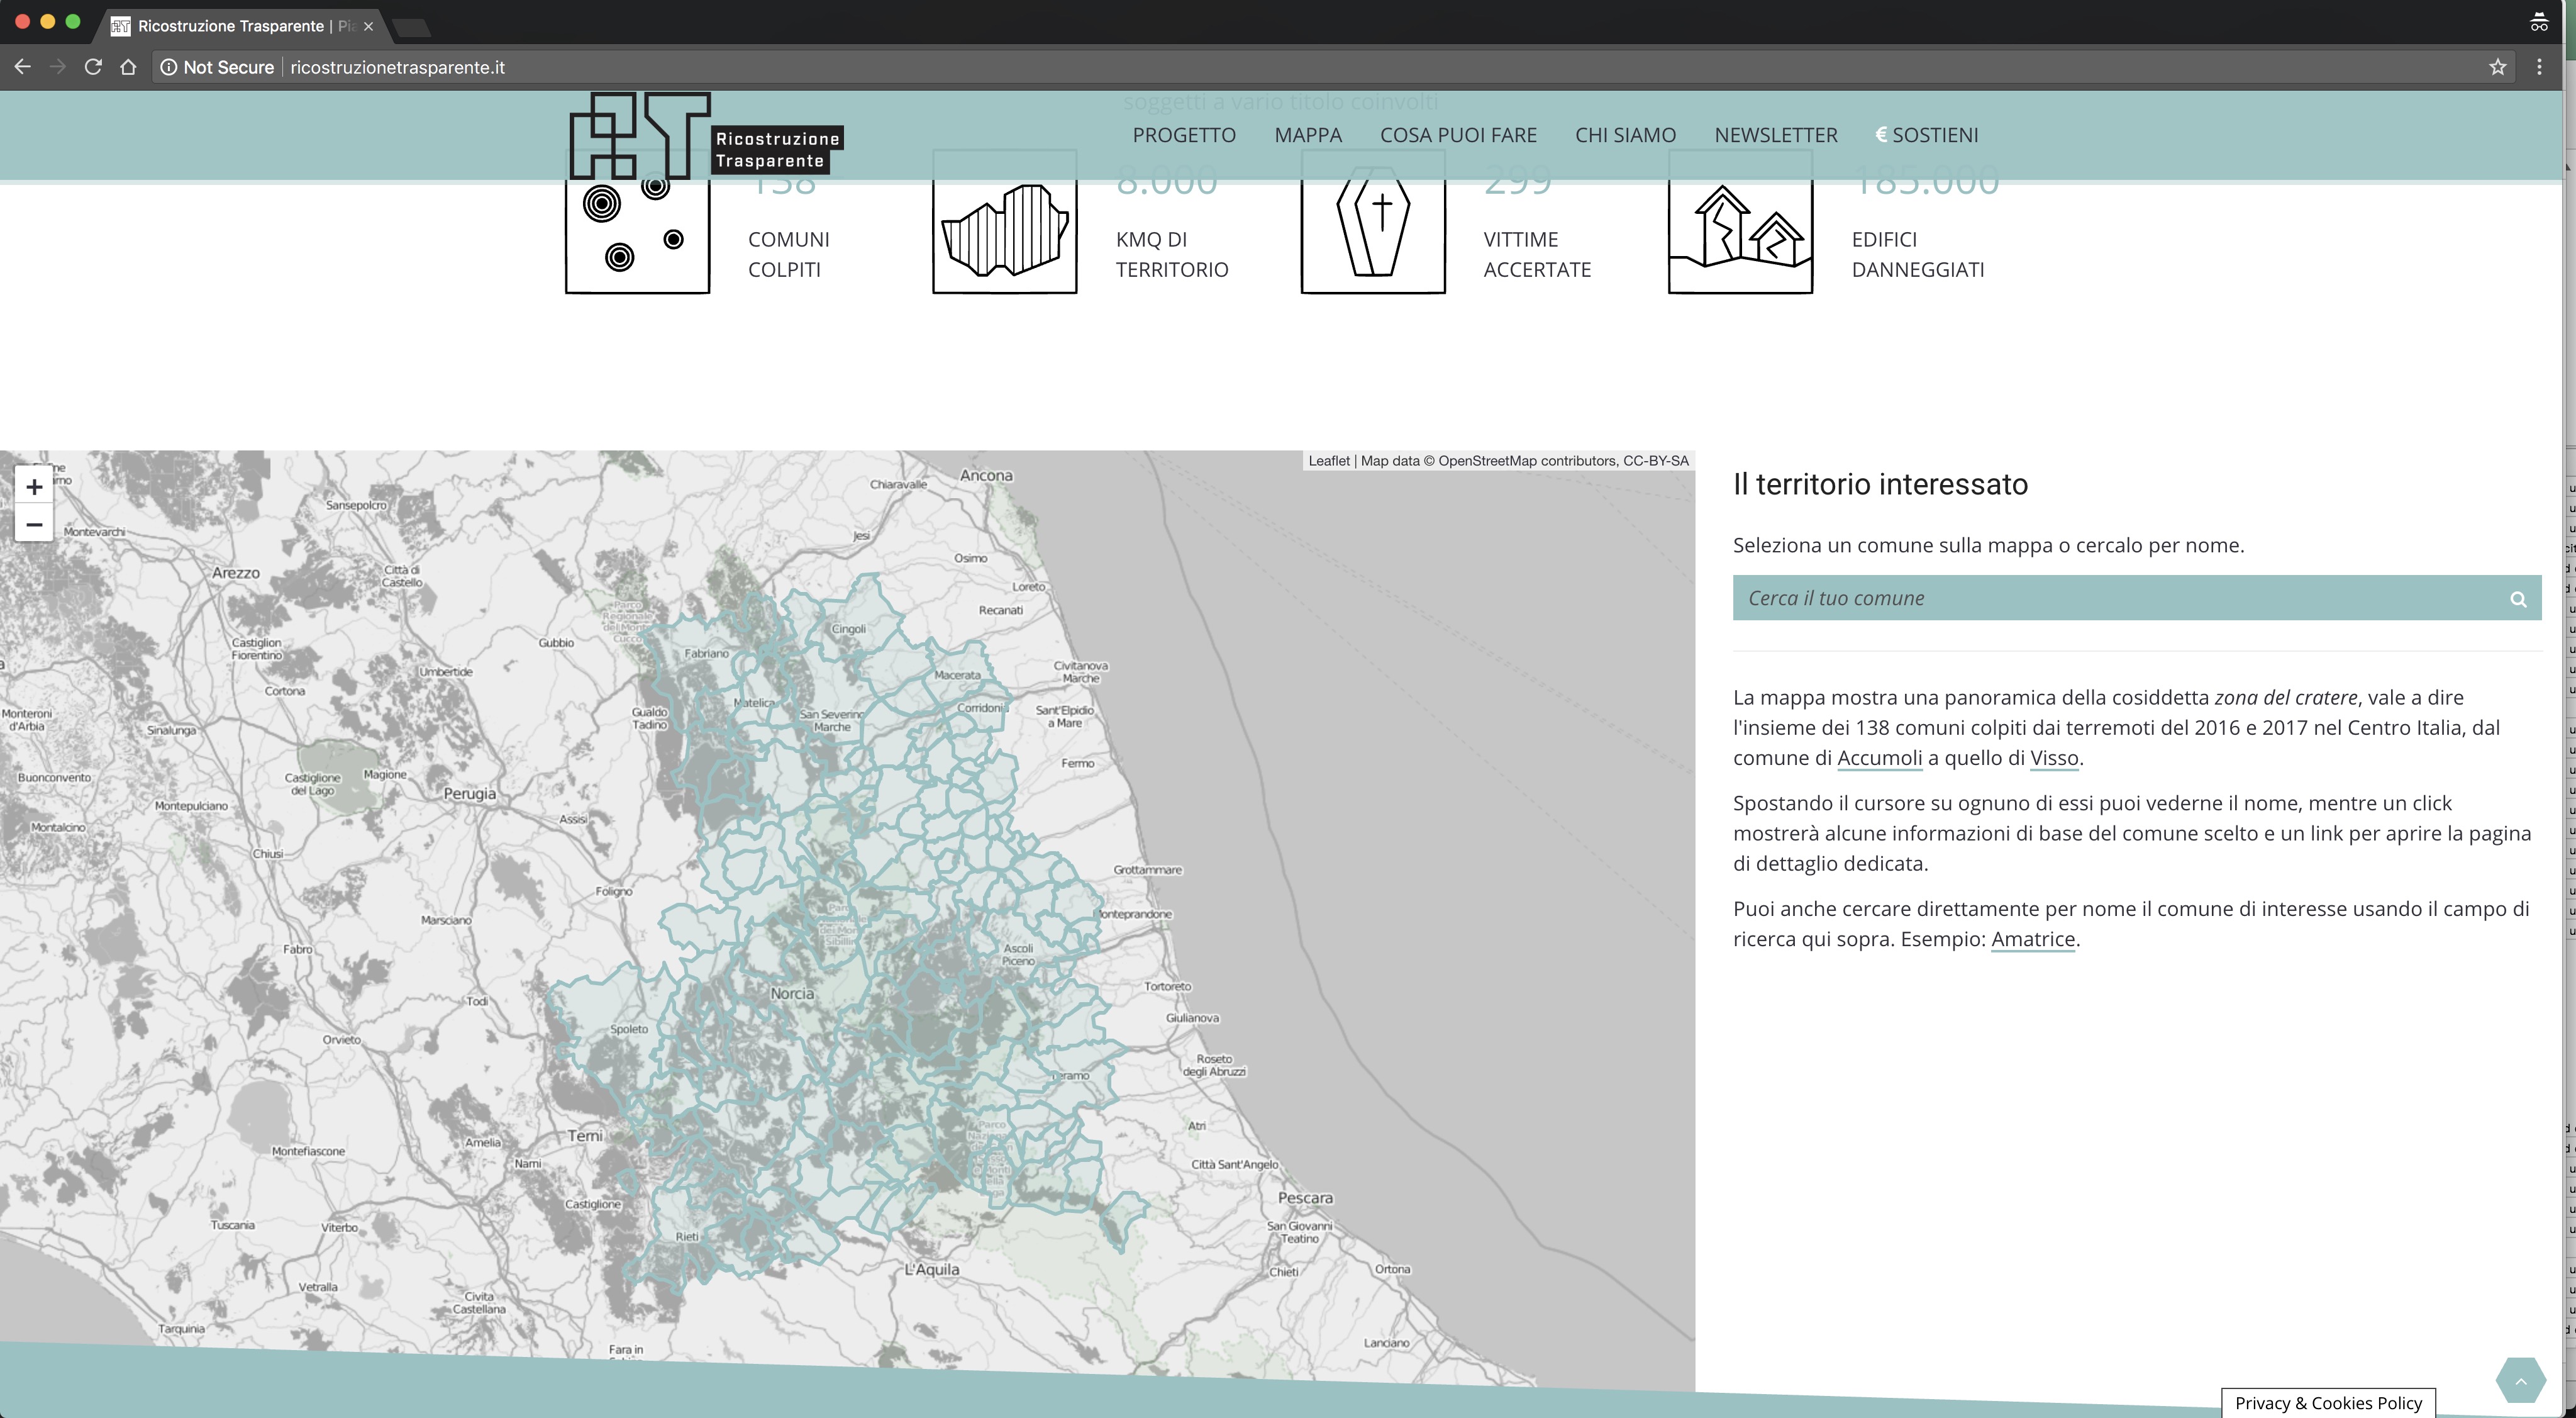 Ricostruzione Trasparente | Pia
Not Secure
ricostruzionetrasparente.it
soggetti a vario titolo coinvolti
RT
Ricostruzione
Trasparente
PROGETTO
MAPPA
COSA PUOI FARE
CHI SIAMO
NEWSLETTER
€ SOSTIENI
138
COMUNI
COLPITI
8.000
KMQ DI
TERRITORIO
299
VITTIME
ACCERTATE
185.000
EDIFICI
DANNEGGIATI
+
−
Leaflet | Map data © OpenStreetMap contributors, CC-BY-SA
Ancona
Chiaravalle
Sansepolcro
Montevarchi
Jesi
Osimo
Arezzo
Città di
Castello
Loreto
Recanati
Parco
Regionale
del Monte
Cucco
Cingoli
Castiglion
Fiorentino
Gubbio
Fabriano
Umbertide
Civitanova
Marche
Macerata
Cortona
Matelica
Monteroni
d'Arbia
Sinalunga
Gualdo
Tadino
San Severino
Marche
Corridonia
Sant'Elpidio
a Mare
Fermo
Buonconvento
Castiglione
del Lago
Magione
Perugia
Montepulciano
Assisi
Montalcino
Chiusi
Grottammare
Foligno
Marsciano
Monteprandone
Fabro
Ascoli
Piceno
Norcia
Todi
Tortoreto
Spoleto
Giulianova
Orvieto
Roseto
degli Abruzzi
Teramo
Terni
Atri
Amelia
Montefiascone
Narni
Città Sant'Angelo
Castiglione
Pescara
Tuscania
Viterbo
San Giovanni
Teatino
Rieti
L'Aquila
Chieti
Ortona
Vetralla
Civita
Castellana
Tarquinia
Lanciano
Fara in
Il territorio interessato
Seleziona un comune sulla mappa o cercalo per nome.
Cerca il tuo comune
La mappa mostra una panoramica della cosiddetta zona del cratere, vale a dire
l'insieme dei 138 comuni colpiti dai terremoti del 2016 e 2017 nel Centro Italia, dal
comune di Accumoli a quello di Visso.
Spostando il cursore su ognuno di essi puoi vederne il nome, mentre un click
mostrerà alcune informazioni di base del comune scelto e un link per aprire la pagina
di dettaglio dedicata.
Puoi anche cercare direttamente per nome il comune di interesse usando il campo di
ricerca qui sopra. Esempio: Amatrice.
Privacy & Cookies Policy